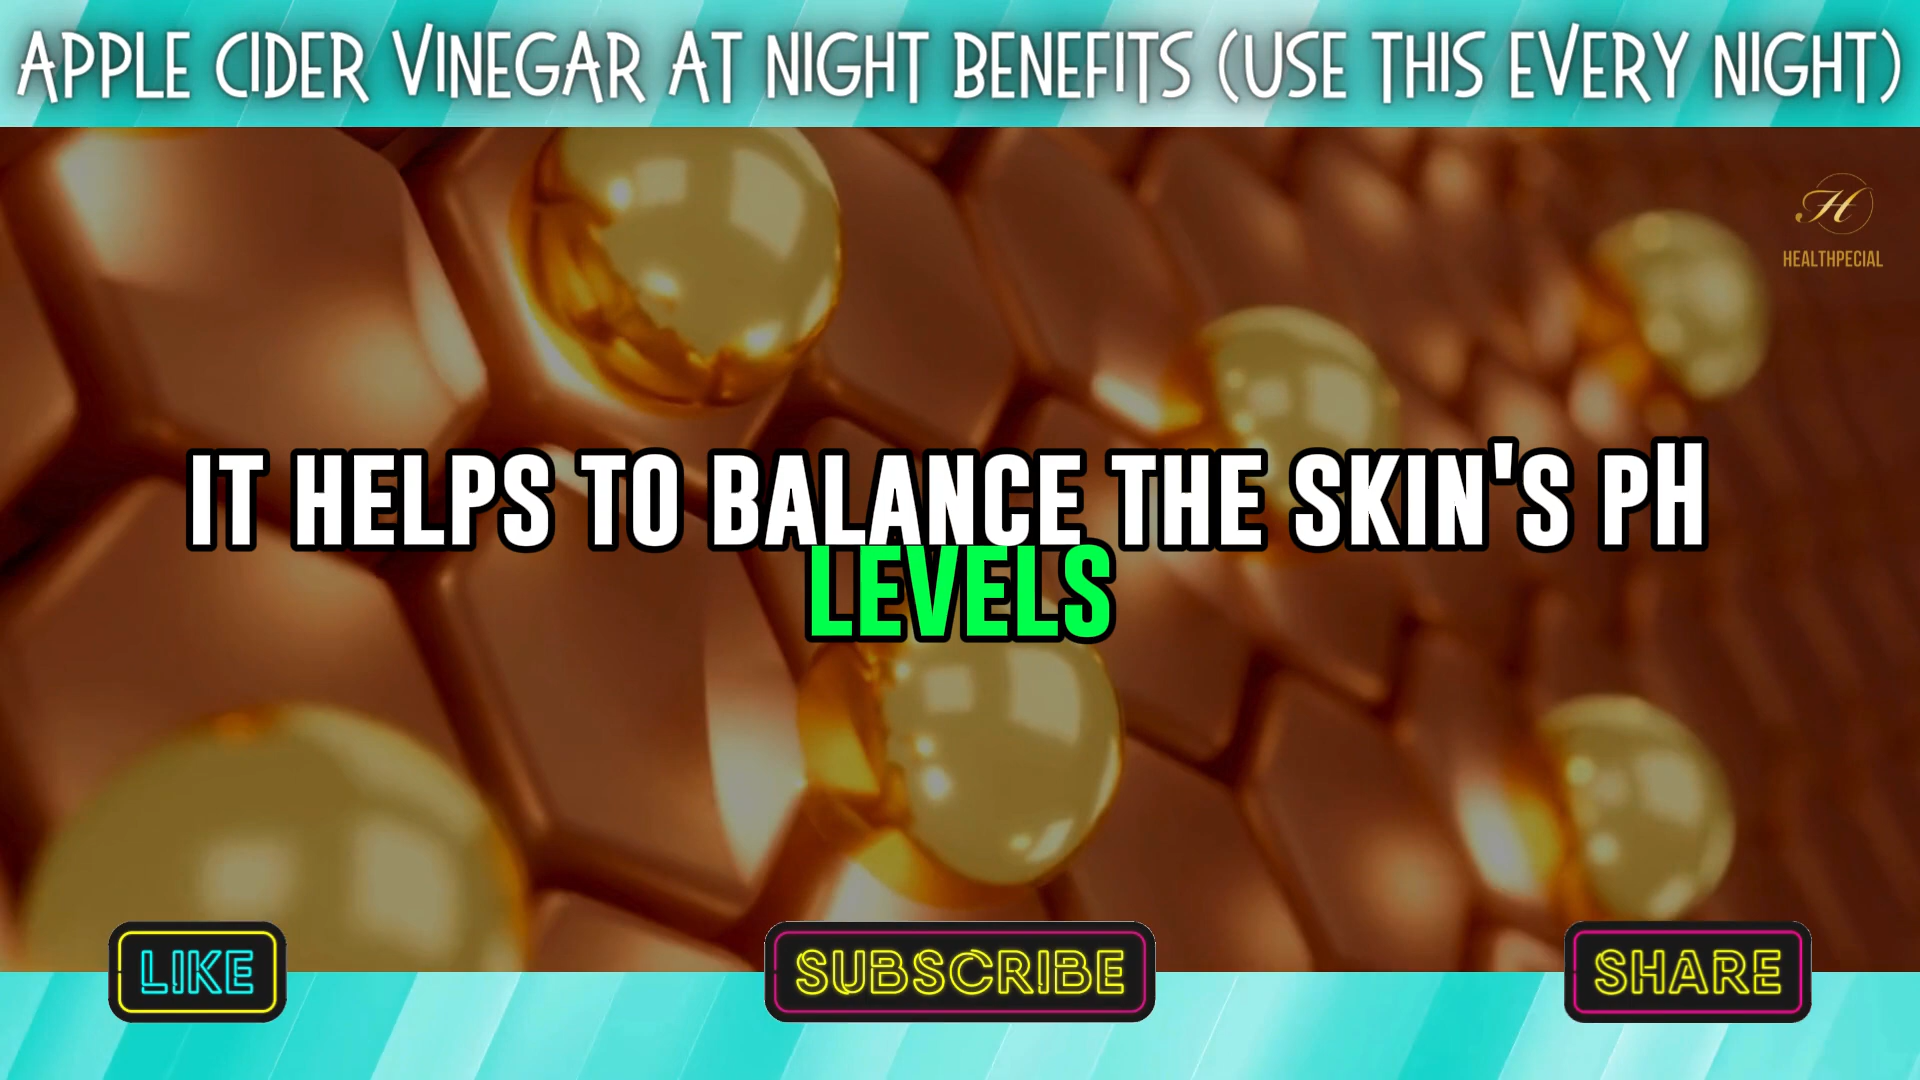 APPLE CIDER VINEGAR AT NIGHT BENEFITS (USE THIS EVERY NIGHT)
H
HEALTHPECIAL
IT HELPS TO BALANCE THE SKIN'S PH
LEVELS
LIKE
SUBSCRIBE
SHARE